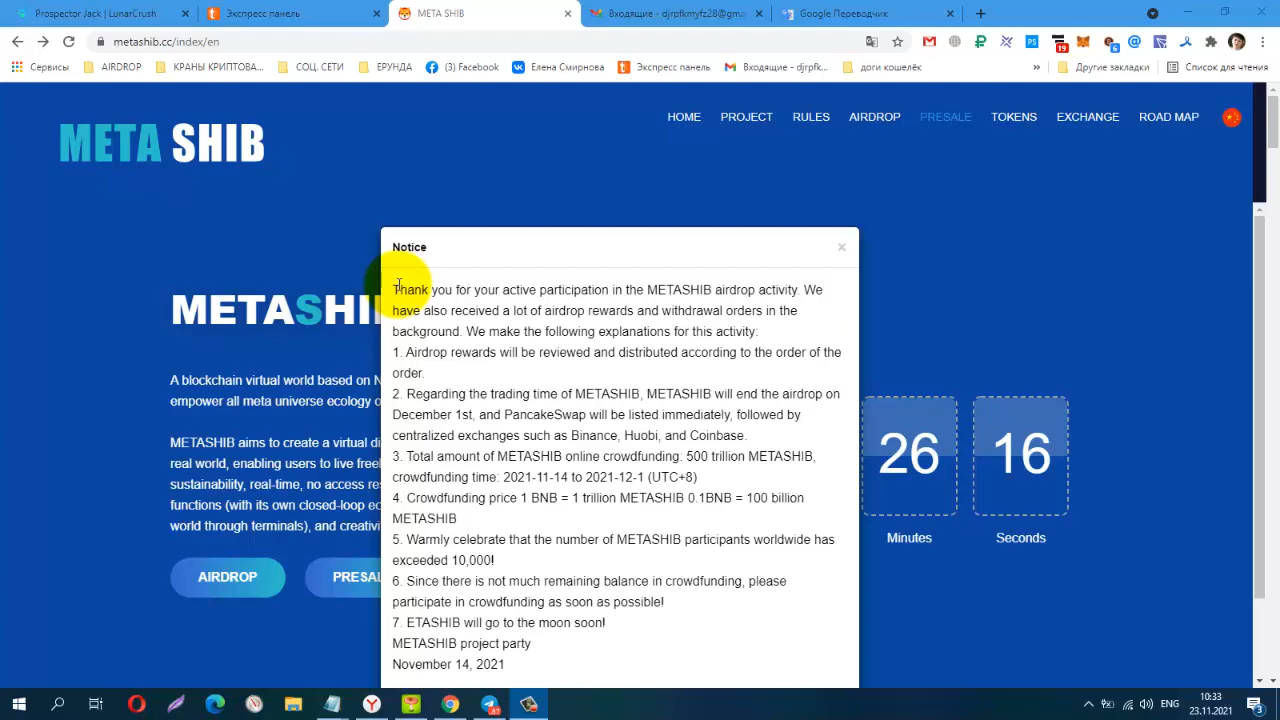 Prospector Jack / LunarCrush
Экспресс панель
META SHIB
Входящие - djrpfkmyfz28@gma
Google Переводчик
metashib.cc/index/en
Сервисы
AIRDROP
КРАНЫ КРИПТОВА...
СОЦ. СЕТИ
ЕРУНДА
(3) Facebook
Елена Смирнова
Экспресс панель
Входящие - djrpfk...
доги кошелёк
»
Другие закладки
Список для чтения
META SHIB
HOME
PROJECT
RULES
AIRDROP
PRESALE
TOKENS
EXCHANGE
ROAD MAP
METASHI
A blockchain virtual world based on N
empower all meta universe ecology o
METASHIB aims to create a virtual di
real world, enabling users to live freel
sustainability, real-time, no access res
functions (with its own closed-loop ec
world through terminals), and creativi
AIRDROP
PRESAL
Notice
×
Thank you for your active participation in the METASHIB airdrop activity. We
have also received a lot of airdrop rewards and withdrawal orders in the
background. We make the following explanations for this activity:
1. Airdrop rewards will be reviewed and distributed according to the order of the
order.
2. Regarding the trading time of METASHIB, METASHIB will end the airdrop on
December 1st, and PancakeSwap will be listed immediately, followed by
centralized exchanges such as Binance, Huobi, and Coinbase.
3. Total amount of METASHIB online crowdfunding: 500 trillion METASHIB,
crowdfunding time: 2021-11-14 to 2021-12-1 (UTC+8)
4. Crowdfunding price 1 BNB = 1 trillion METASHIB 0.1BNB = 100 billion
METASHIB
5. Warmly celebrate that the number of METASHIB participants worldwide has
exceeded 10,000!
6. Since there is not much remaining balance in crowdfunding, please
participate in crowdfunding as soon as possible!
7. ETASHIB will go to the moon soon!
METASHIB project party
November 14, 2021
26
16
Minutes
Seconds
ENG
10:33
23.11.2021